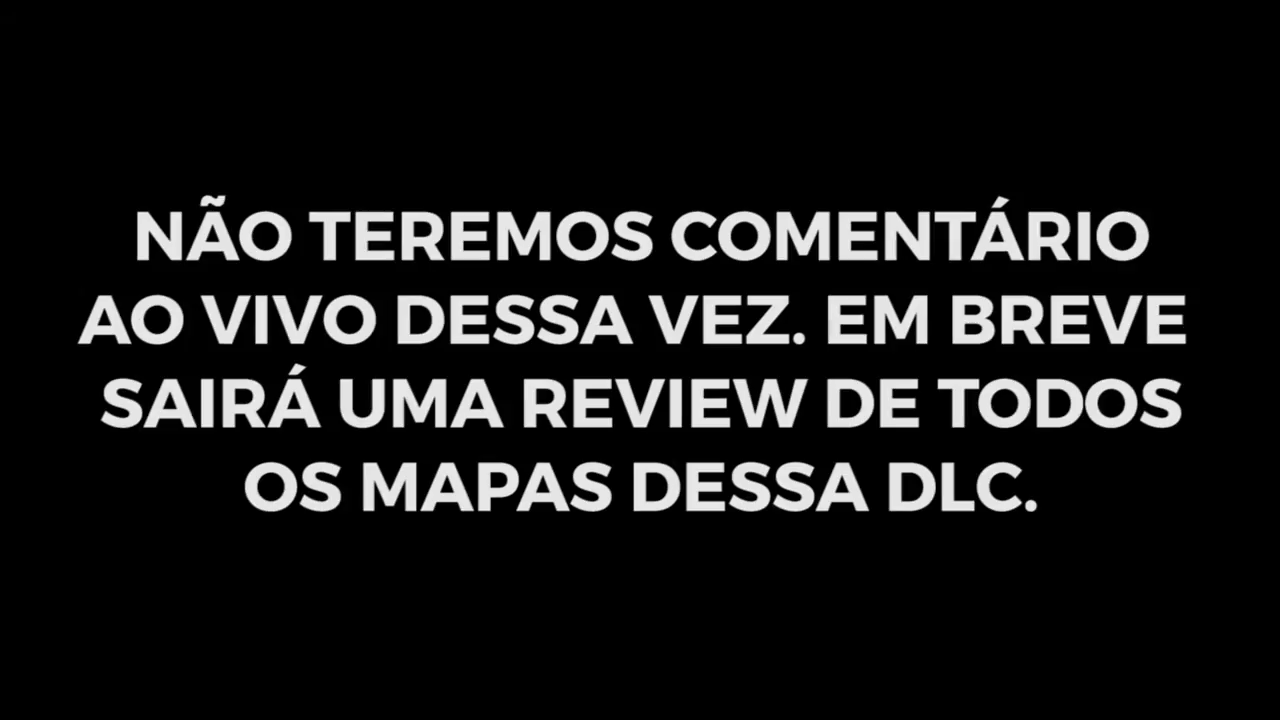 NÃO TEREMOS COMENTÁRIO
AO VIVO DESSA VEZ. EM BREVE
SAIRÁ UMA REVIEW DE TODOS
OS MAPAS DESSA DLC.